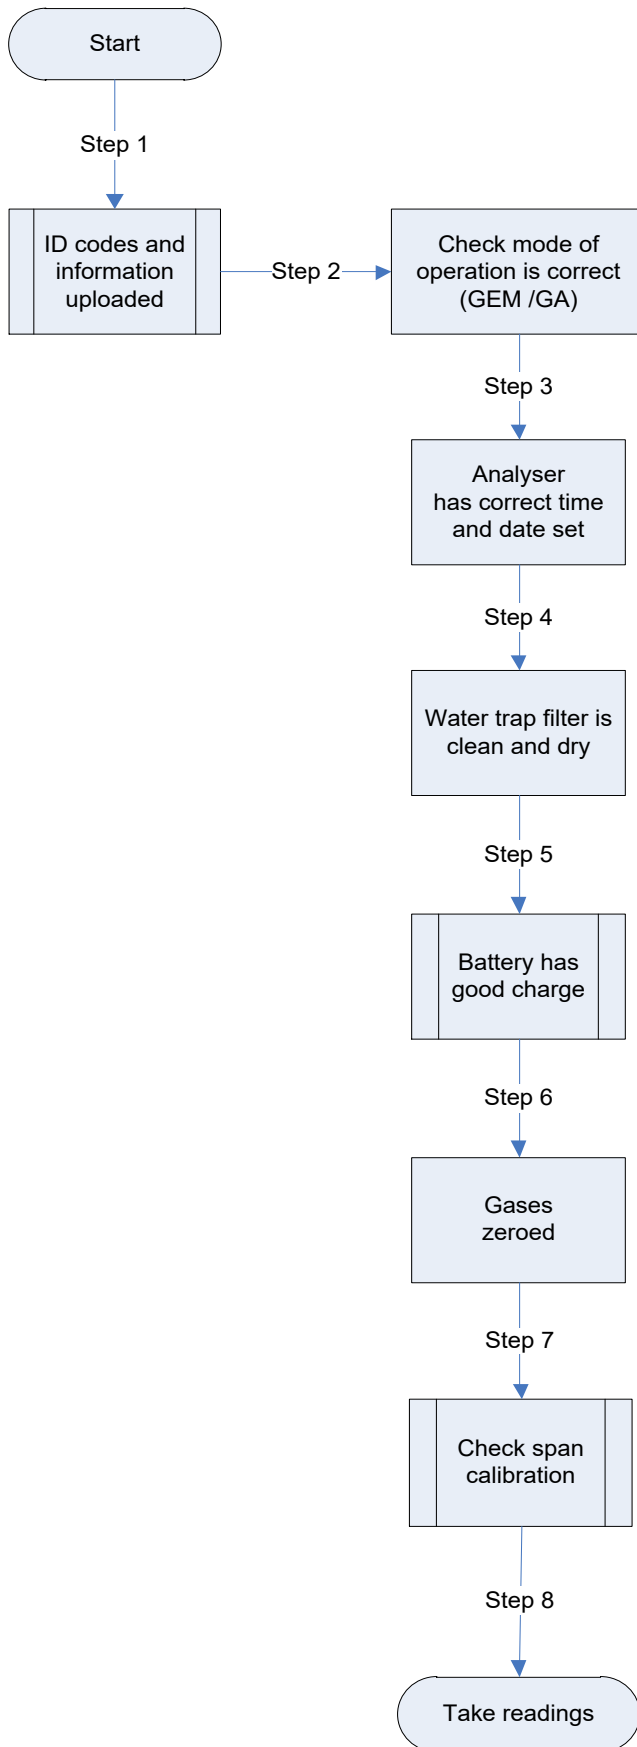 Start
Step 1
ID codes and
information
uploaded
Step 2
Check mode of
operation is correct
(GEM /GA)
Step 3
Analyser
has correct time
and date set
Step 4
Water trap filter is
clean and dry
Step 5
Battery has
good charge
Step 6
Gases
zeroed
Step 7
Check span
calibration
Step 8
Take readings